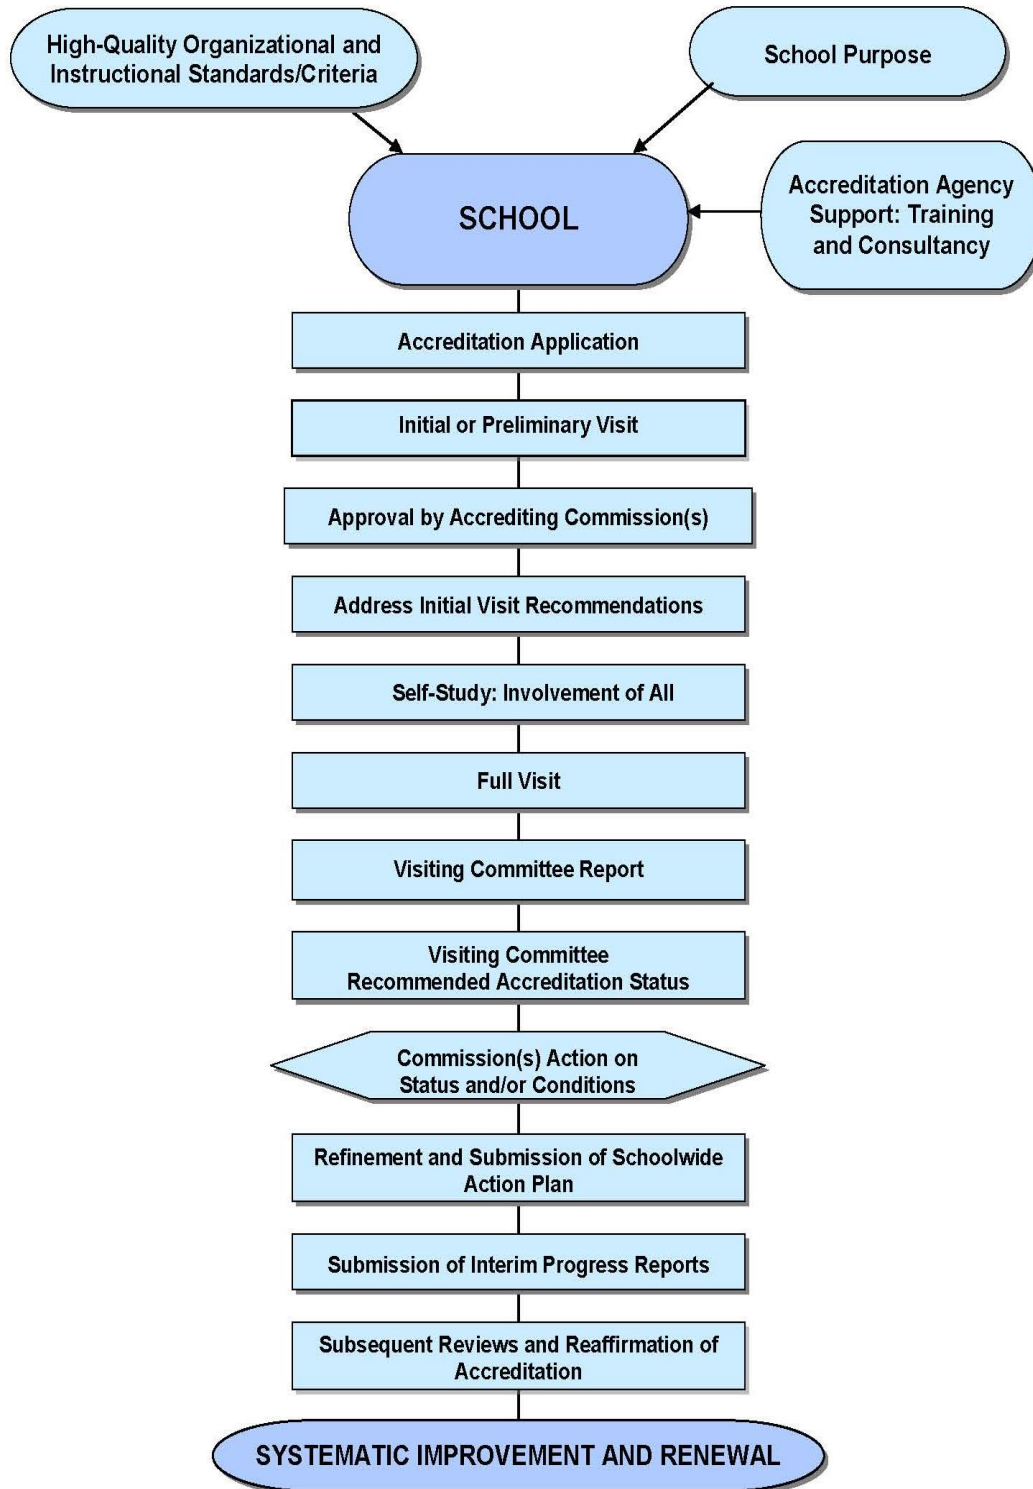 High-Quality Organizational and
Instructional Standards/Criteria
School Purpose
SCHOOL
Accreditation Agency
Support: Training
and Consultancy
Accreditation Application
Initial or Preliminary Visit
Approval by Accrediting Commission(s)
Address Initial Visit Recommendations
Self-Study: Involvement of All
Full Visit
Visiting Committee Report
Visiting Committee
Recommended Accreditation Status
Commission(s) Action on
Status and/or Conditions
Refinement and Submission of Schoolwide
Action Plan
Submission of Interim Progress Reports
Subsequent Reviews and Reaffirmation of
Accreditation
SYSTEMATIC IMPROVEMENT AND RENEWAL